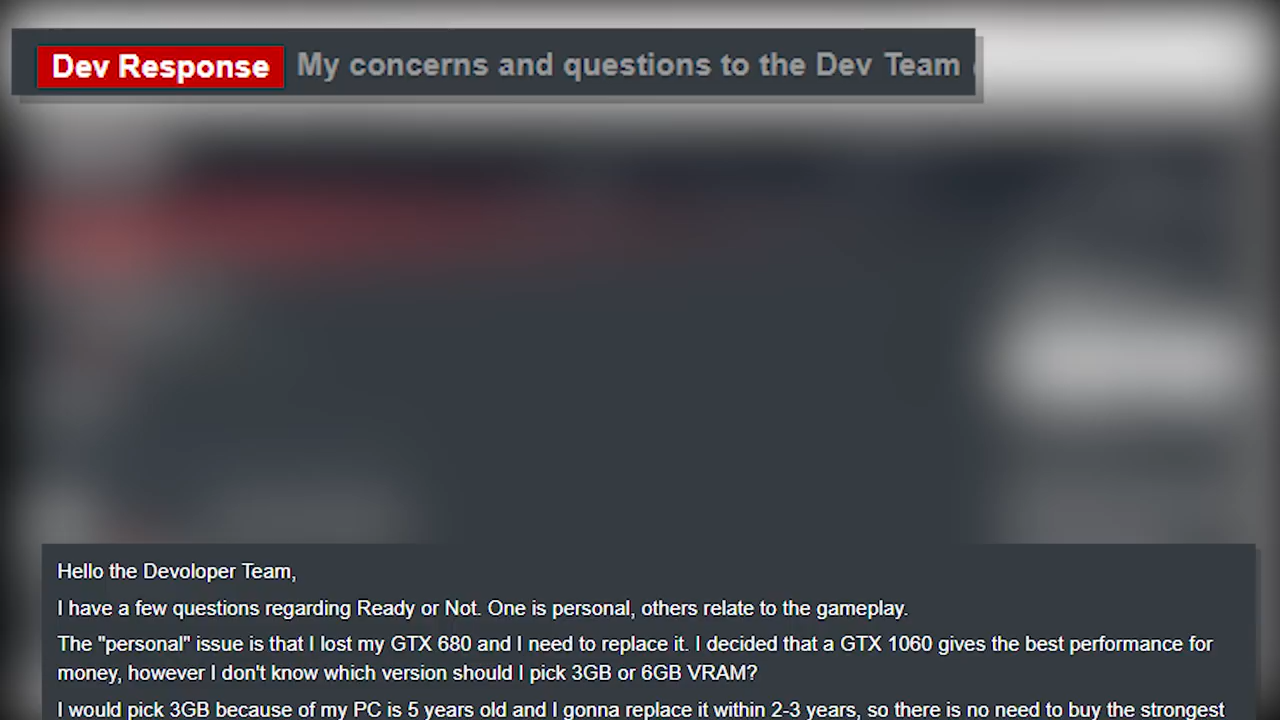 Dev Response My concerns and questions to the Dev Team
Hello the Devoloper Team,
I have a few questions regarding Ready or Not. One is personal, others relate to the gameplay.
The "personal" issue is that I lost my GTX 680 and I need to replace it. I decided that a GTX 1060 gives the best performance for
money, however I don't know which version should I pick 3GB or 6GB VRAM?
I would pick 3GB because of my PC is 5 years old and I gonna replace it within 2-3 years, so there is no need to buy the strongest